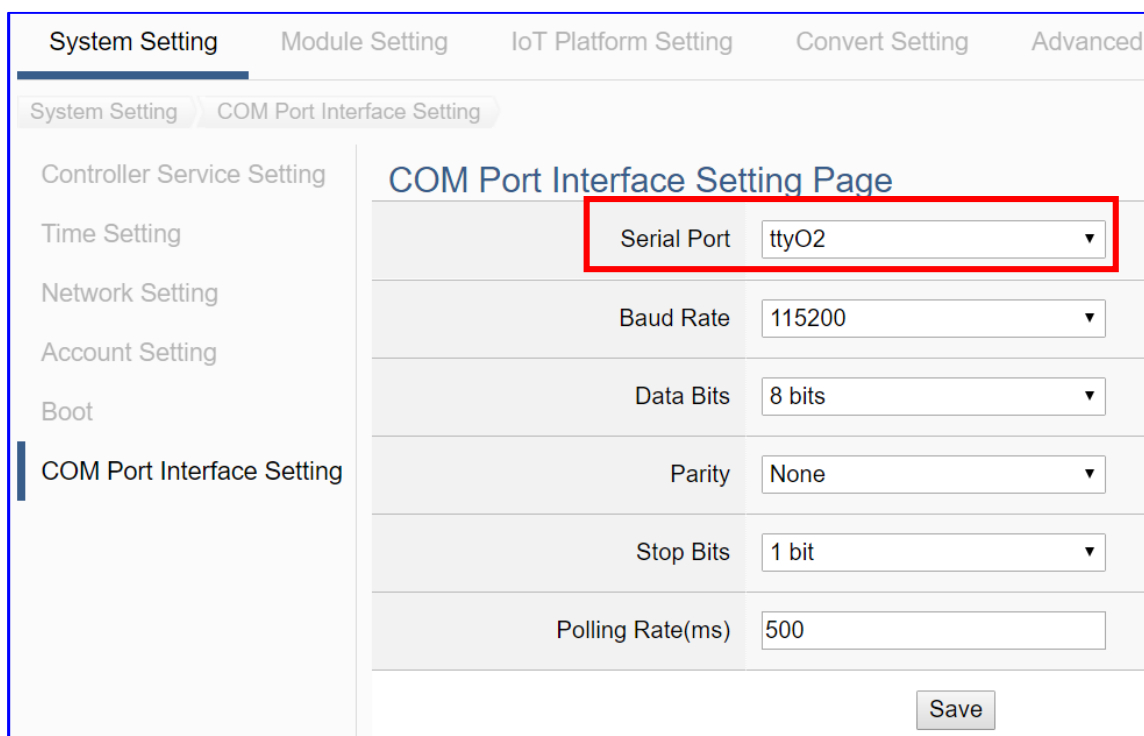 System Setting Module Setting IoT Platform Setting Convert Setting Advanced
System Setting COM Port Interface Setting
Controller Service Setting
Time Setting
Network Setting
Account Setting
Boot
COM Port Interface Setting
COM Port Interface Setting Page
Serial Port ttyO2
Baud Rate 115200
Data Bits 8 bits
Parity None
Stop Bits 1 bit
Polling Rate(ms) 500
Save